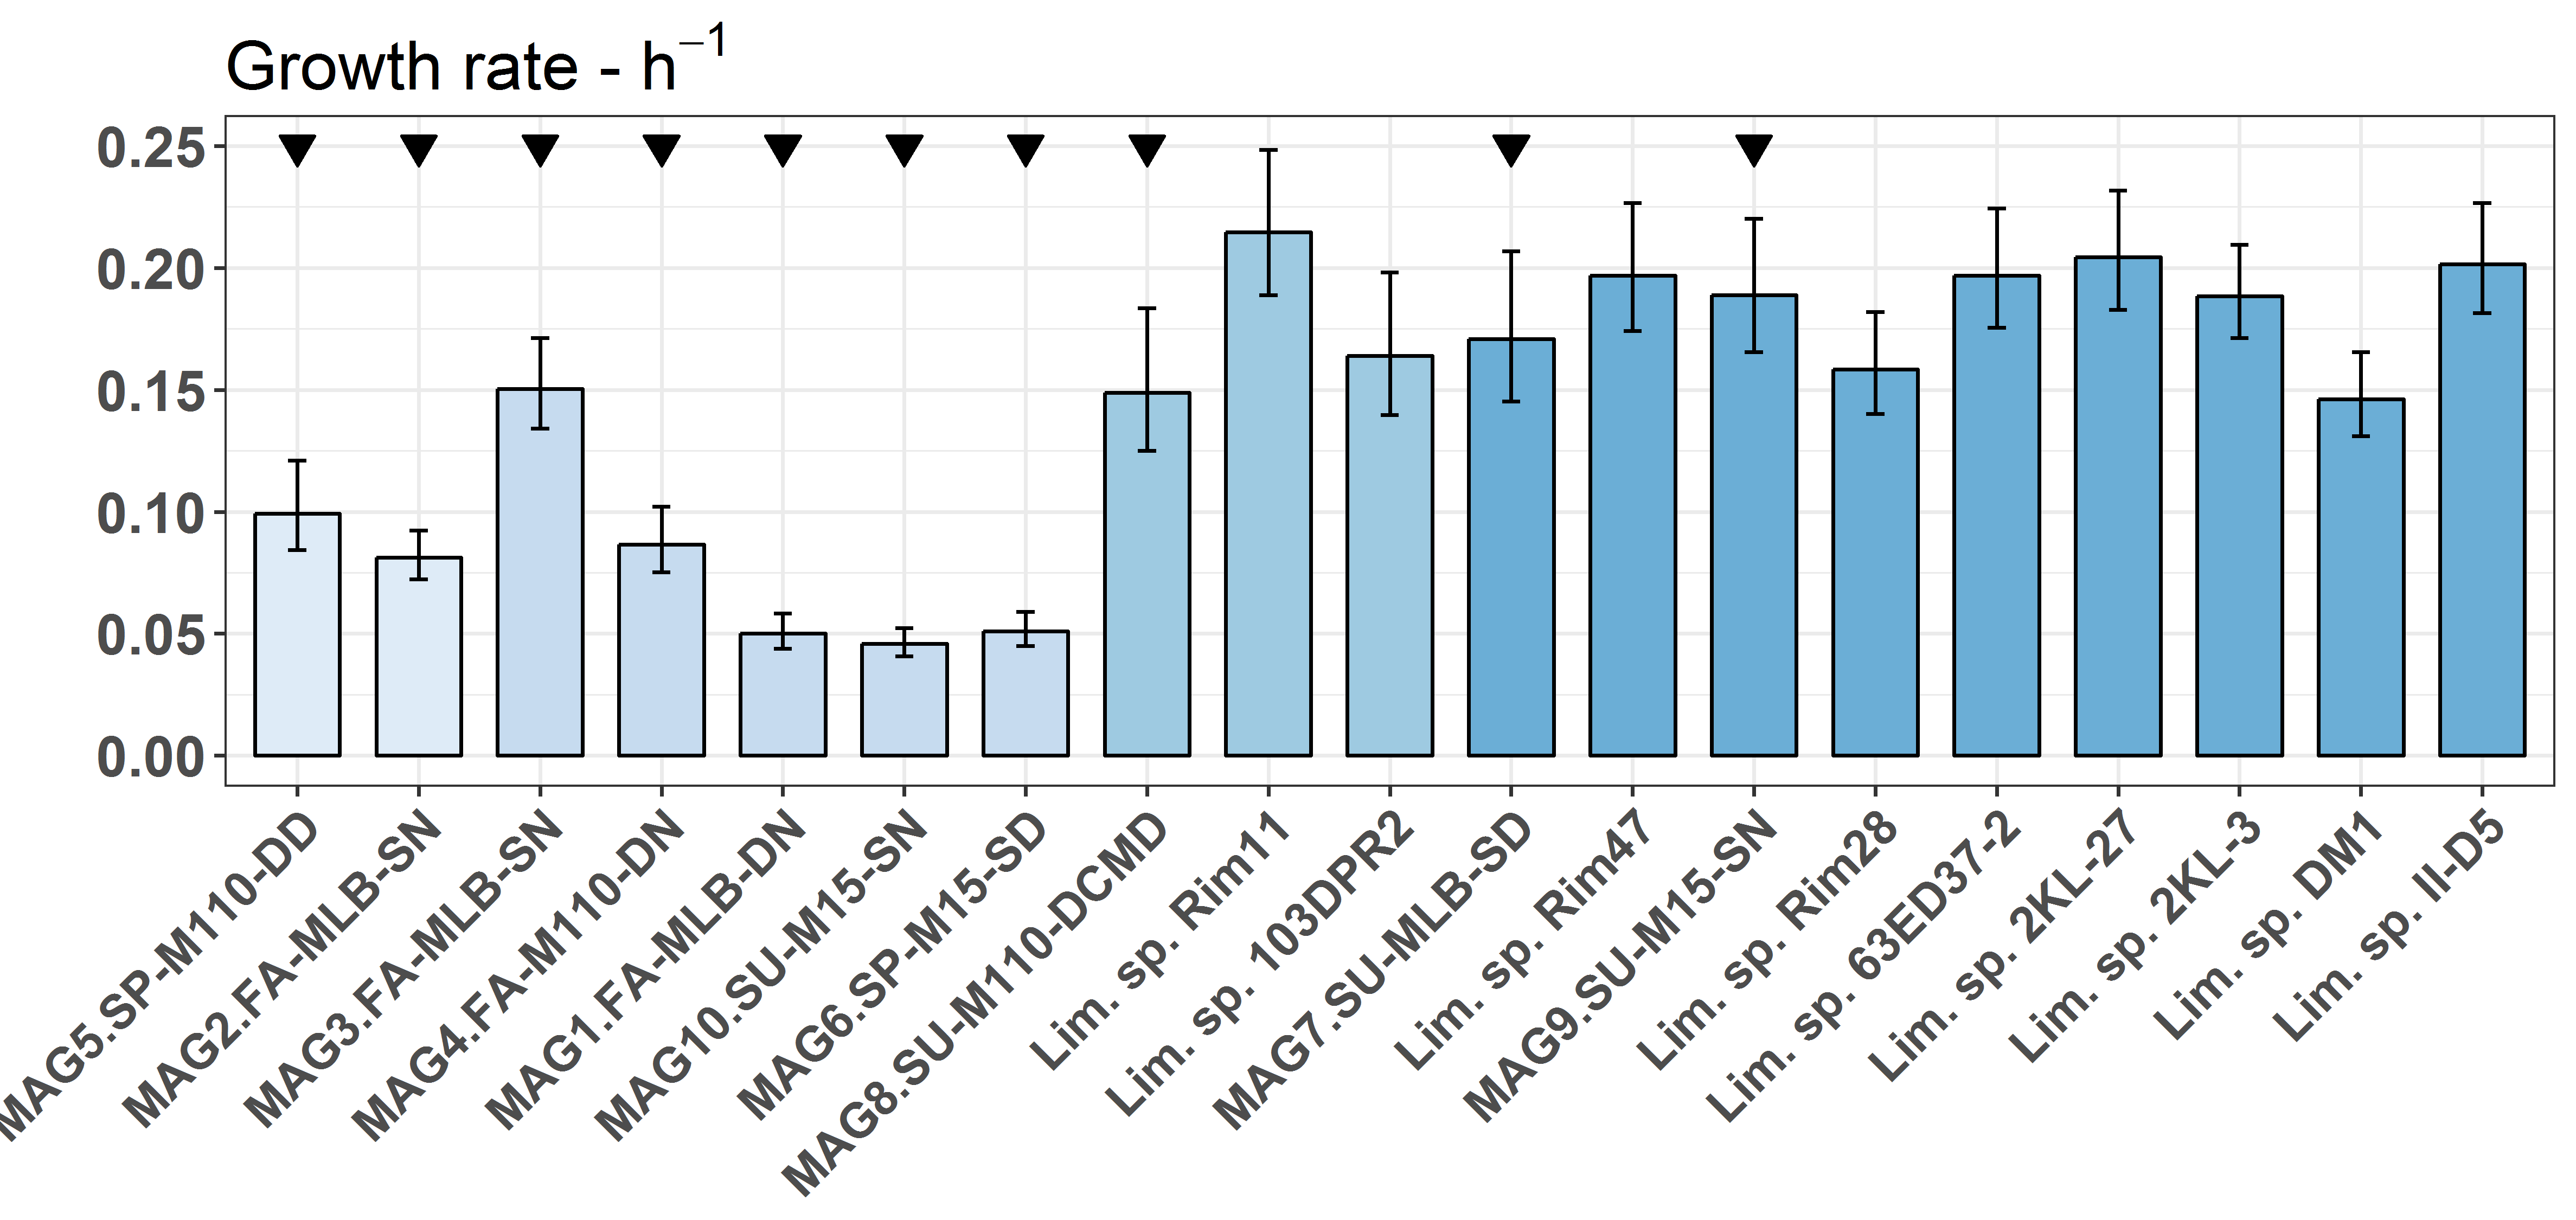 Growth rate - h⁻¹
0.25
0.20
0.15
0.10
0.05
0.00
MAG5.SP-M110-DD
MAG2.FA-MLB-SN
MAG3.FA-MLB-SN
MAG4.FA-M110-DN
MAG1.FA-MLB-DN
MAG10.SU-M15-SN
MAG6.SP-M15-SD
MAG8.SU-M110-DCMD
Lim. sp. Rim11
Lim. sp. 103DPR2
MAG7.SU-MLB-SD
Lim. sp. Rim47
MAG9.SU-M15-SN
Lim. sp. Rim28
Lim. sp. 63ED37-2
Lim. sp. 2KL-27
Lim. sp. 2KL-3
Lim. sp. DM1
Lim. sp. II-D5